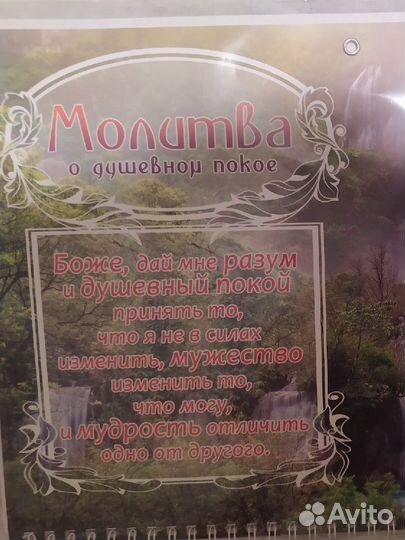 Молитва
о душевном покое
Боже, дай мне разум
и душевный покой
принять то,
что я не в силах
изменить, мужество
изменить то,
что могу,
и мудрость отличить
одно от другого.
Avito